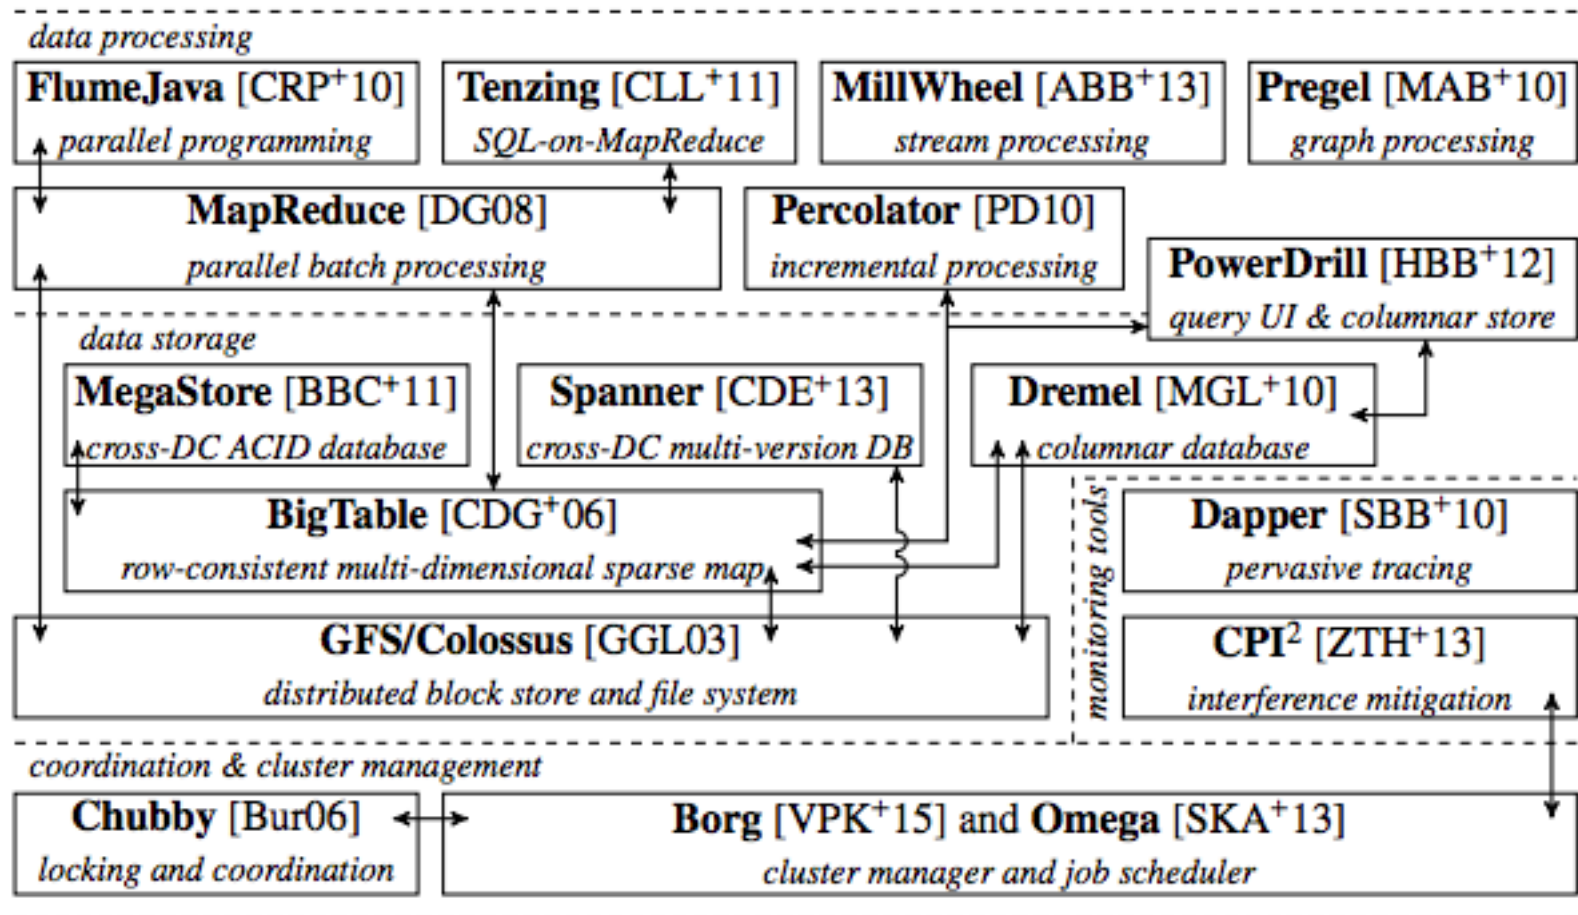 data processing
FlumeJava [CRP+10]
parallel programming
Tenzing [CLL+11]
SQL-on-MapReduce
MillWheel [ABB+13]
stream processing
Pregel [MAB+10]
graph processing
MapReduce [DG08]
parallel batch processing
Percolator [PD10]
incremental processing
PowerDrill [HBB+12]
query UI & columnar store
data storage
MegaStore [BBC+11]
cross-DC ACID database
Spanner [CDE+13]
cross-DC multi-version DB
Dremel [MGL+10]
columnar database
BigTable [CDG+06]
row-consistent multi-dimensional sparse map
GFS/Colossus [GGL03]
distributed block store and file system
monitoring tools
Dapper [SBB+10]
pervasive tracing
CPI2 [ZTH+13]
interference mitigation
coordination & cluster management
Chubby [Bur06]
locking and coordination
Borg [VPK+15] and Omega [SKA+13]
cluster manager and job scheduler